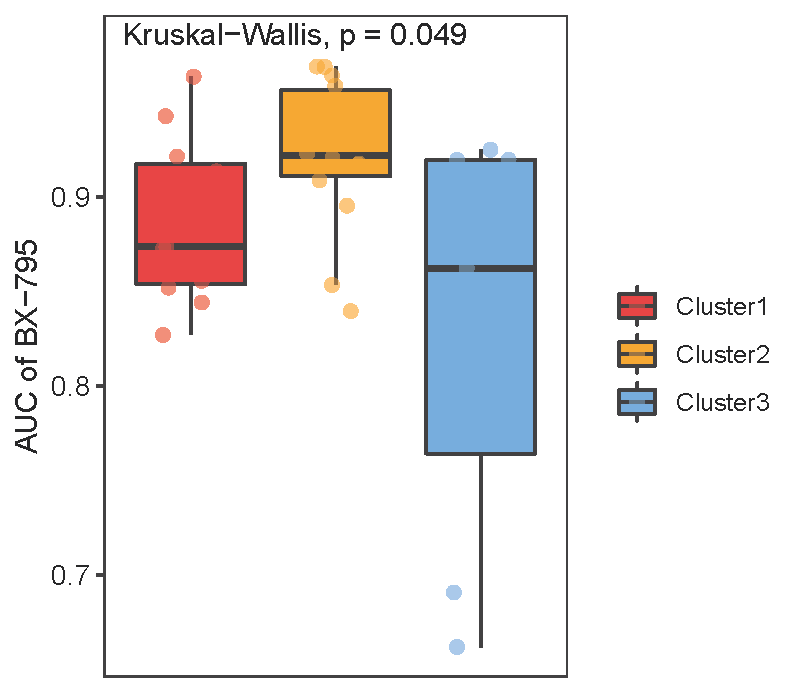 Kruskal−Wallis, p = 0.049
AUC of BX−795
0.9
0.8
0.7
Cluster1
Cluster2
Cluster3